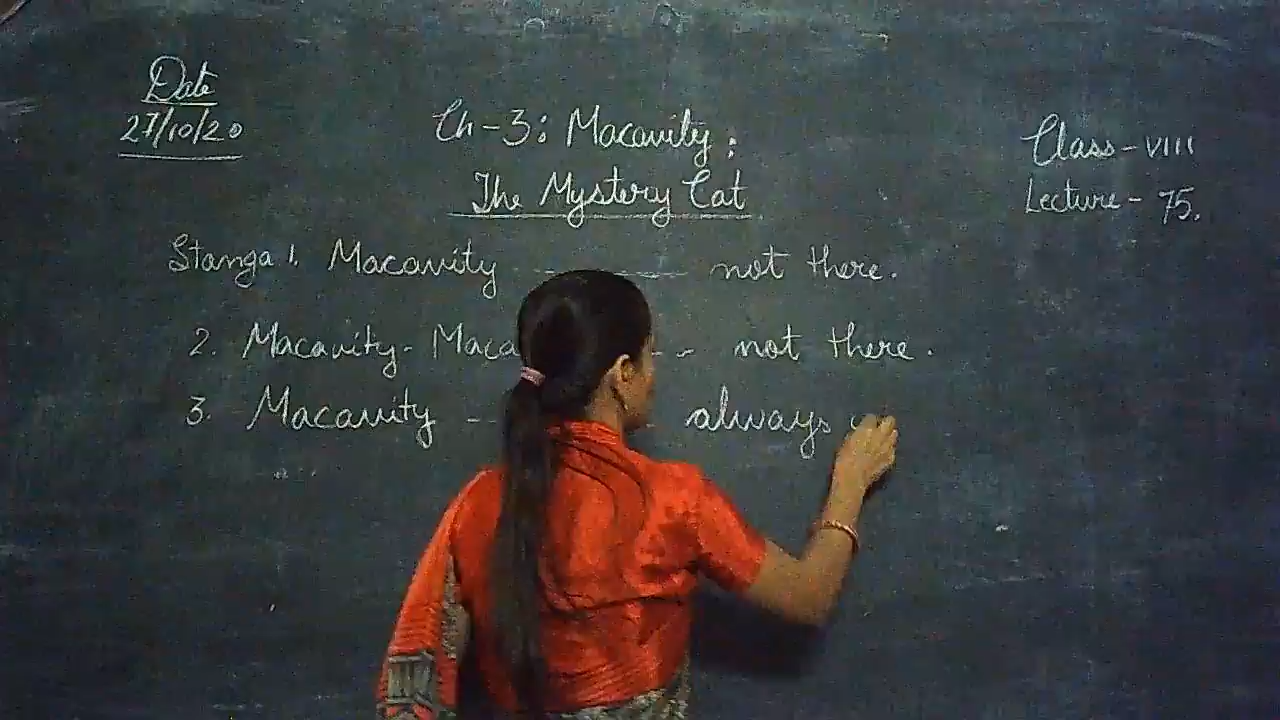 Date
27/10/20
Ch-3: Macavity:
The Mystery Cat
Class-VIII
Lecture- 75.
Stanza 1. Macavity ------ not there.
2. Macavity- Maca -- not there.
3. Macavity -- always